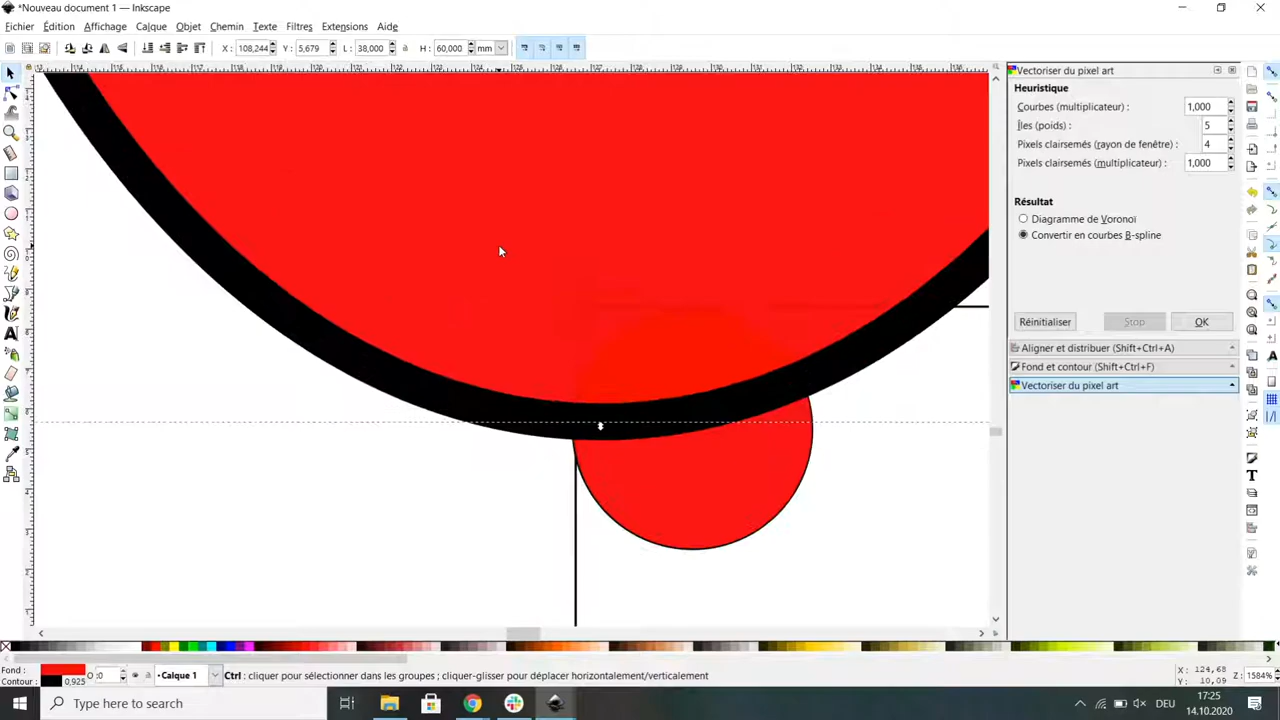 *Nouveau document 1 — Inkscape
Fichier Édition Affichage Calque Objet Chemin Texte Filtres Extensions Aide
X : 108,244 Y : 5,679 L : 38,000 H : 60,000 mm
Vectoriser du pixel art
Heuristique
Courbes (multiplicateur) : 1,000
Îles (poids) : 5
Pixels clairsemés (rayon de fenêtre) : 4
Pixels clairsemés (multiplicateur) : 1,000
Résultat
Diagramme de Voronoï
Convertir en courbes B-spline
Réinitialiser Stop OK
Aligner et distribuer (Shift+Ctrl+A)
Fond et contour (Shift+Ctrl+F)
Vectoriser du pixel art
Fond :
Contour : 0,925
O :0
Calque 1
Ctrl : cliquer pour sélectionner dans les groupes ; cliquer-glisser pour déplacer horizontalement/verticalement
X : 124,68
Y : 10,09
Z : 1584%
Type here to search
DEU
17:25
14.10.2020